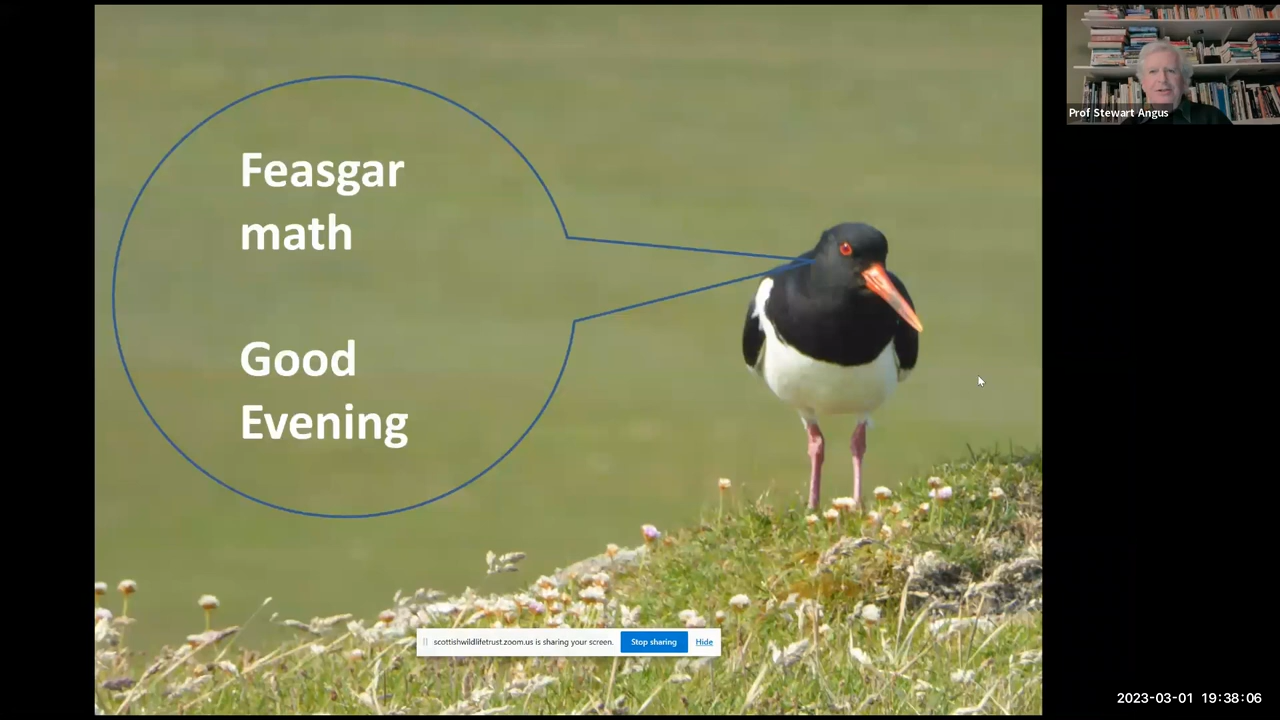 Feasgar
math
Good
Evening
Prof Stewart Angus
scottishwildlifetrust.zoom.us is sharing your screen. Stop sharing Hide
2023-03-01 19:38:06